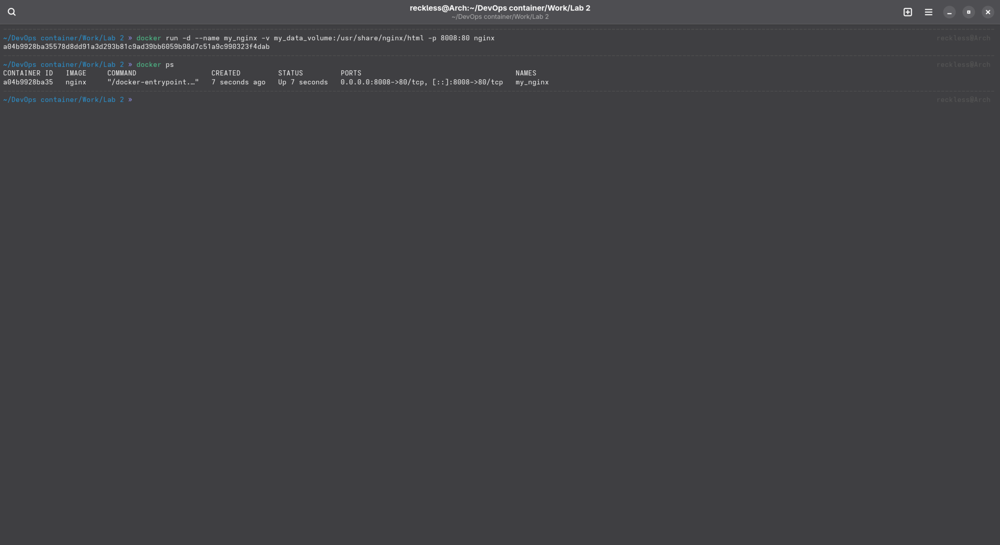 reckless@Arch:~/DevOps container/Work/Lab 2
~/DevOps container/Work/Lab 2
~/DevOps container/Work/Lab 2 » docker run -d --name my_nginx -v my_data_volume:/usr/share/nginx/html -p 8008:80 nginx reckless@Arch
a04b9928ba35578d8dd91a3d293b81c9ad39bb6059b98d7c51a9c990323f4dab
~/DevOps container/Work/Lab 2 » docker ps reckless@Arch
CONTAINER ID IMAGE COMMAND CREATED STATUS PORTS NAMES
a04b9928ba35 nginx "/docker-entrypoint.…" 7 seconds ago Up 7 seconds 0.0.0.0:8008->80/tcp, [::]:8008->80/tcp my_nginx
~/DevOps container/Work/Lab 2 » reckless@Arch